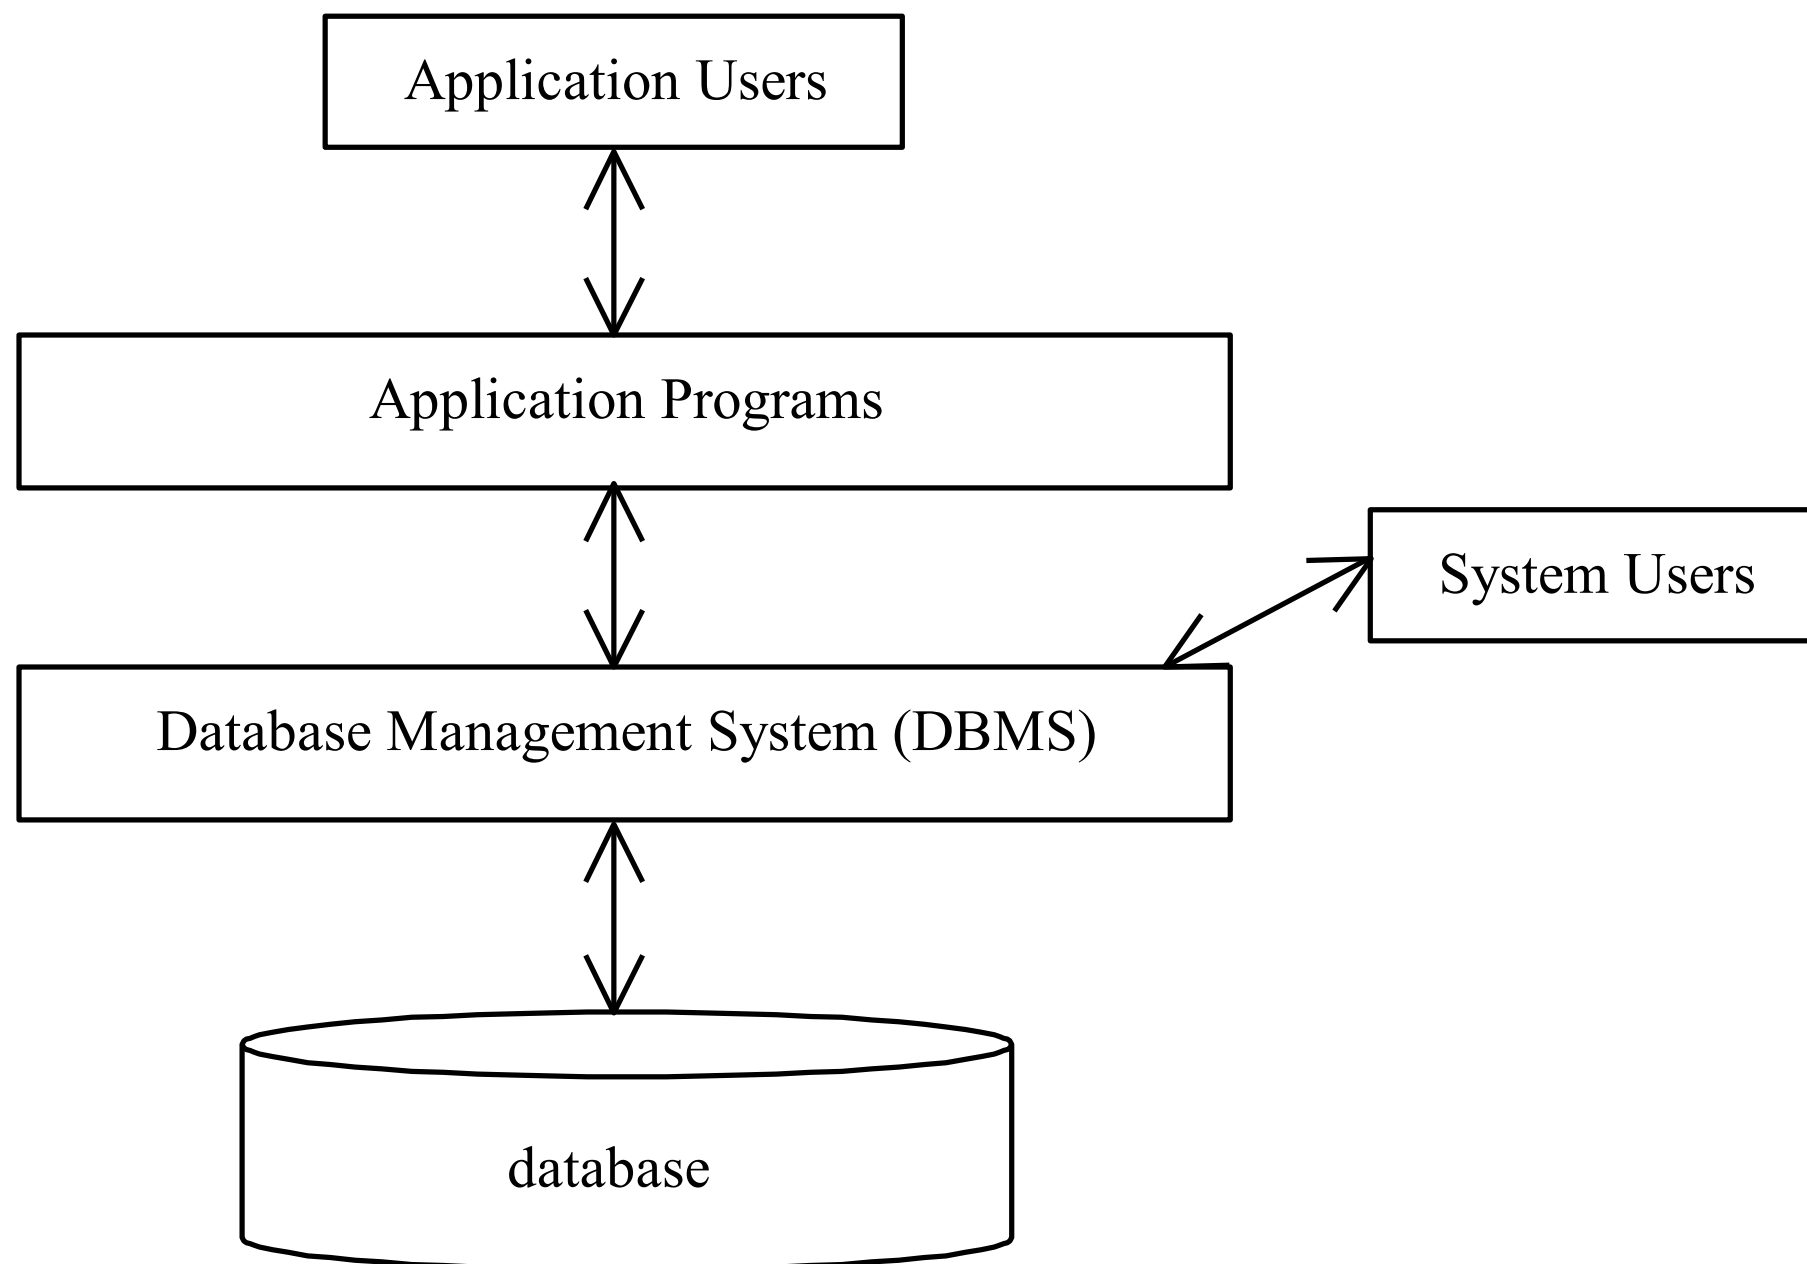 Application Users
Application Programs
System Users
Database Management System (DBMS)
database